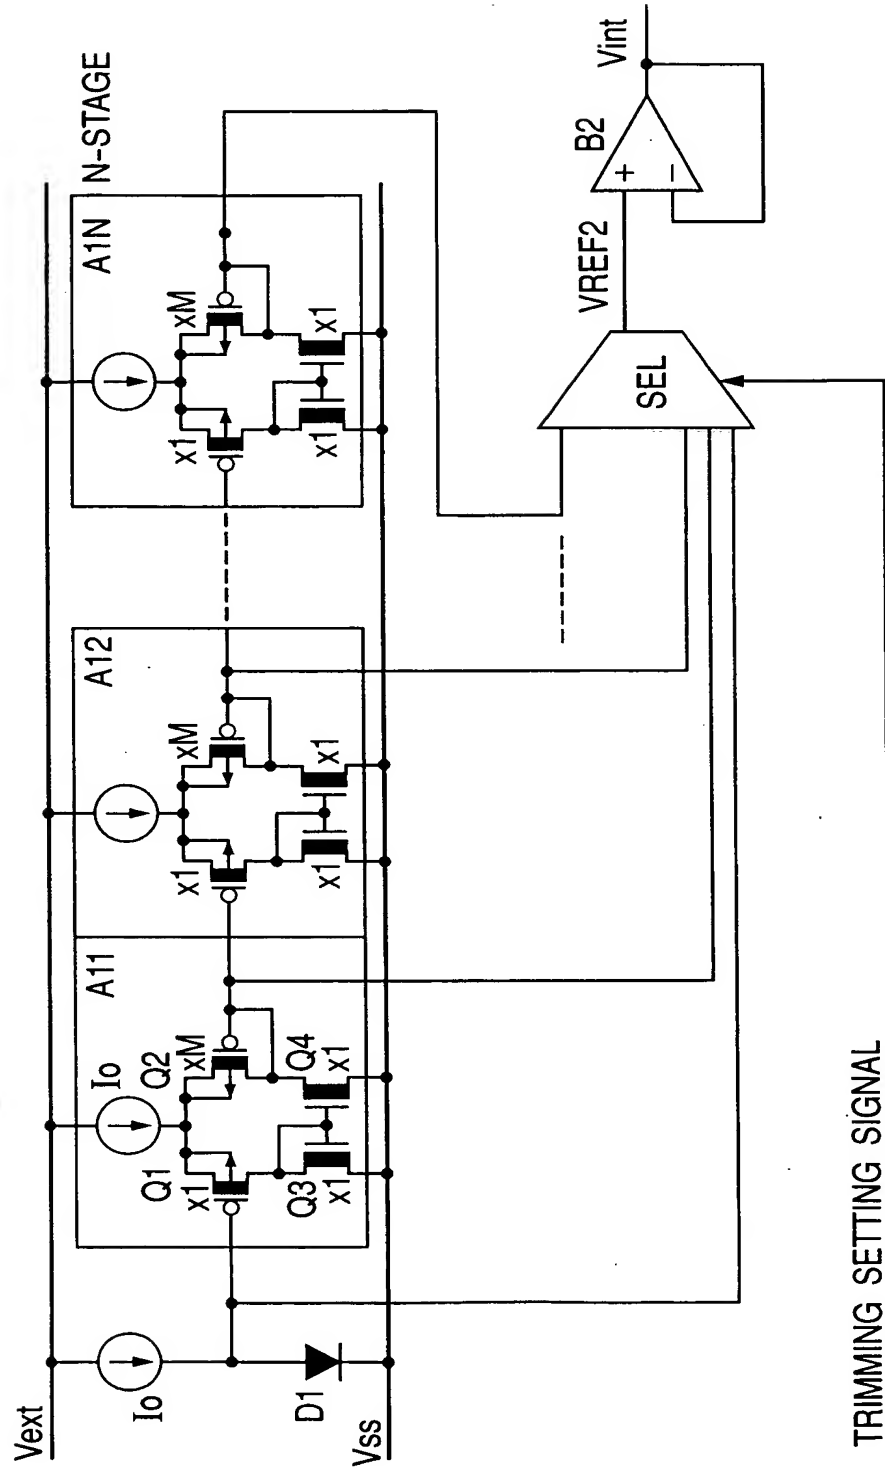 Vext
Vss
Io
D1
A11
Io
Q1
x1
Q2
xM
Q3
x1
Q4
x1
A12
x1
xM
x1
x1
A1N
N-STAGE
x1
xM
x1
x1
SEL
VREF2
B2
+
−
Vint
TRIMMING SETTING SIGNAL